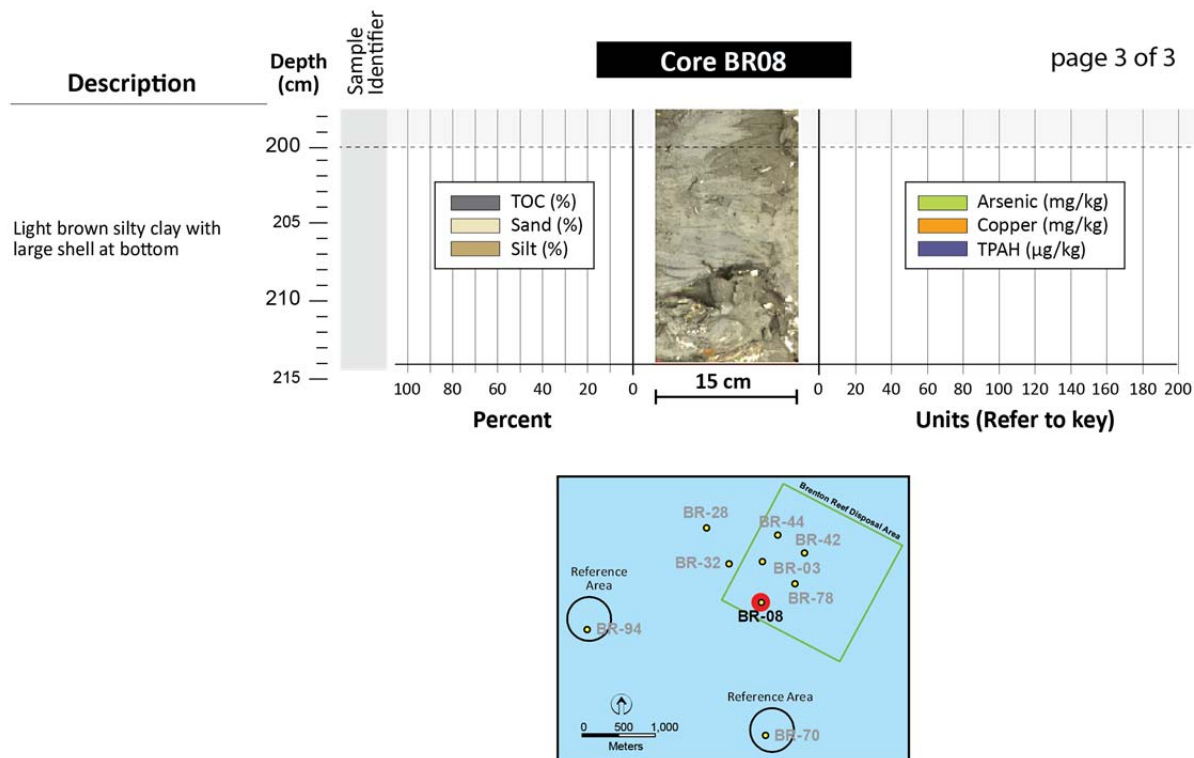 Core BR08
page 3 of 3
Description
Depth
(cm)
Sample
Identifier
200
205
210
215
Light brown silty clay with
large shell at bottom
TOC (%)
Sand (%)
Silt (%)
Arsenic (mg/kg)
Copper (mg/kg)
TPAH (µg/kg)
100 80 60 40 20 0
15 cm
0 20 40 60 80 100 120 140 160 180 200
Percent
Units (Refer to key)
Brenton Reef Disposal Area
BR-28
BR-44
BR-42
BR-32
BR-03
BR-78
BR-08
Reference
Area
BR-94
Reference Area
BR-70
0 500 1,000
Meters